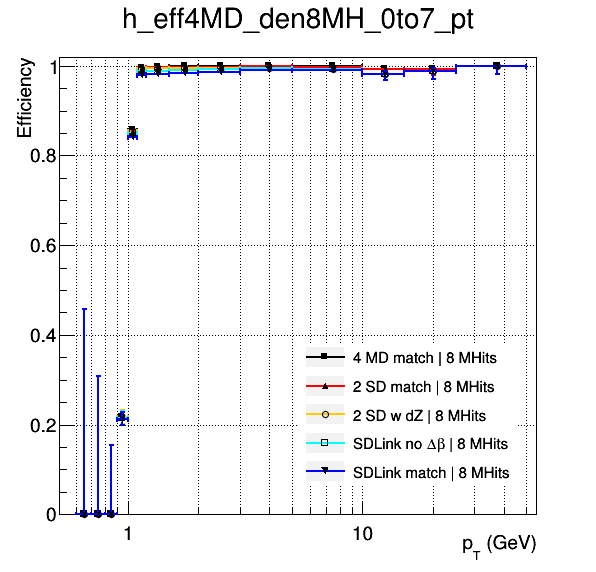 h_eff4MD_den8MH_0to7_pt
Efficiency
1
0.8
0.6
0.4
0.2
0
4 MD match | 8 MHits
2 SD match | 8 MHits
2 SD w dZ | 8 MHits
SDLink no Δβ | 8 MHits
SDLink match | 8 MHits
1
10
p_T (GeV)